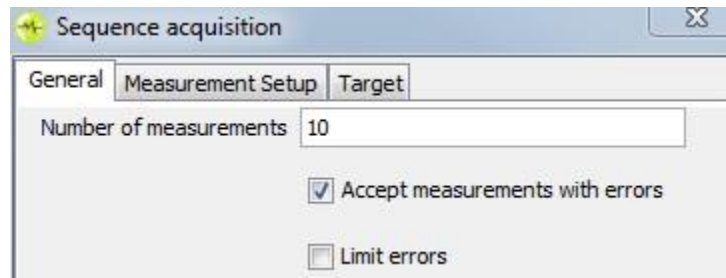 Sequence acquisition
General Measurement Setup Target
Number of measurements 10
Accept measurements with errors
Limit errors